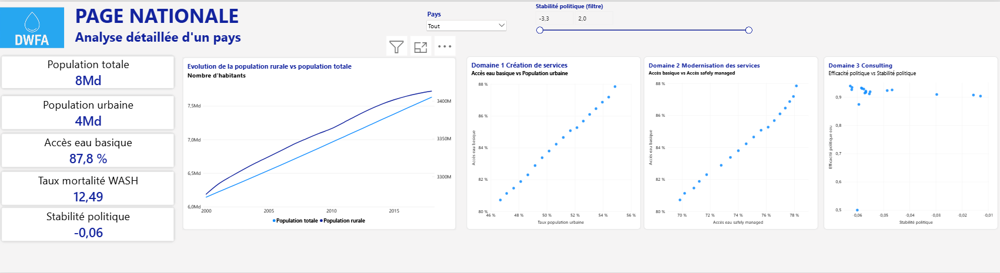 DWFA
PAGE NATIONALE
Analyse détaillée d'un pays
Pays
Tout
Stabilité politique (filtre)
-3,3
2,0
Population totale
8Md
Population urbaine
4Md
Accès eau basique
87,8 %
Taux mortalité WASH
12,49
Stabilité politique
-0,06
Evolution de la population rurale vs population totale
Nombre d'habitants
7,5Md
7,0Md
6,5Md
6,0Md
3400M
3350M
3300M
2000
2005
2010
2015
Population totale
Population rurale
Domaine 1 Création de services
Accès eau basique vs Population urbaine
Accès eau basique
88 %
86 %
84 %
82 %
80 %
46 %
48 %
50 %
52 %
54 %
56 %
Taux population urbaine
Domaine 2 Modernisation des services
Accès basique vs Accès safely managed
Accès eau basique
88 %
86 %
84 %
82 %
80 %
70 %
72 %
74 %
76 %
78 %
Accès eau safely managed
Domaine 3 Consulting
Efficacité politique vs Stabilité politique
Efficacité politique eau
0,9
0,8
0,7
0,6
0,5
-0,06
-0,05
-0,04
-0,03
-0,02
-0,01
Stabilité politique